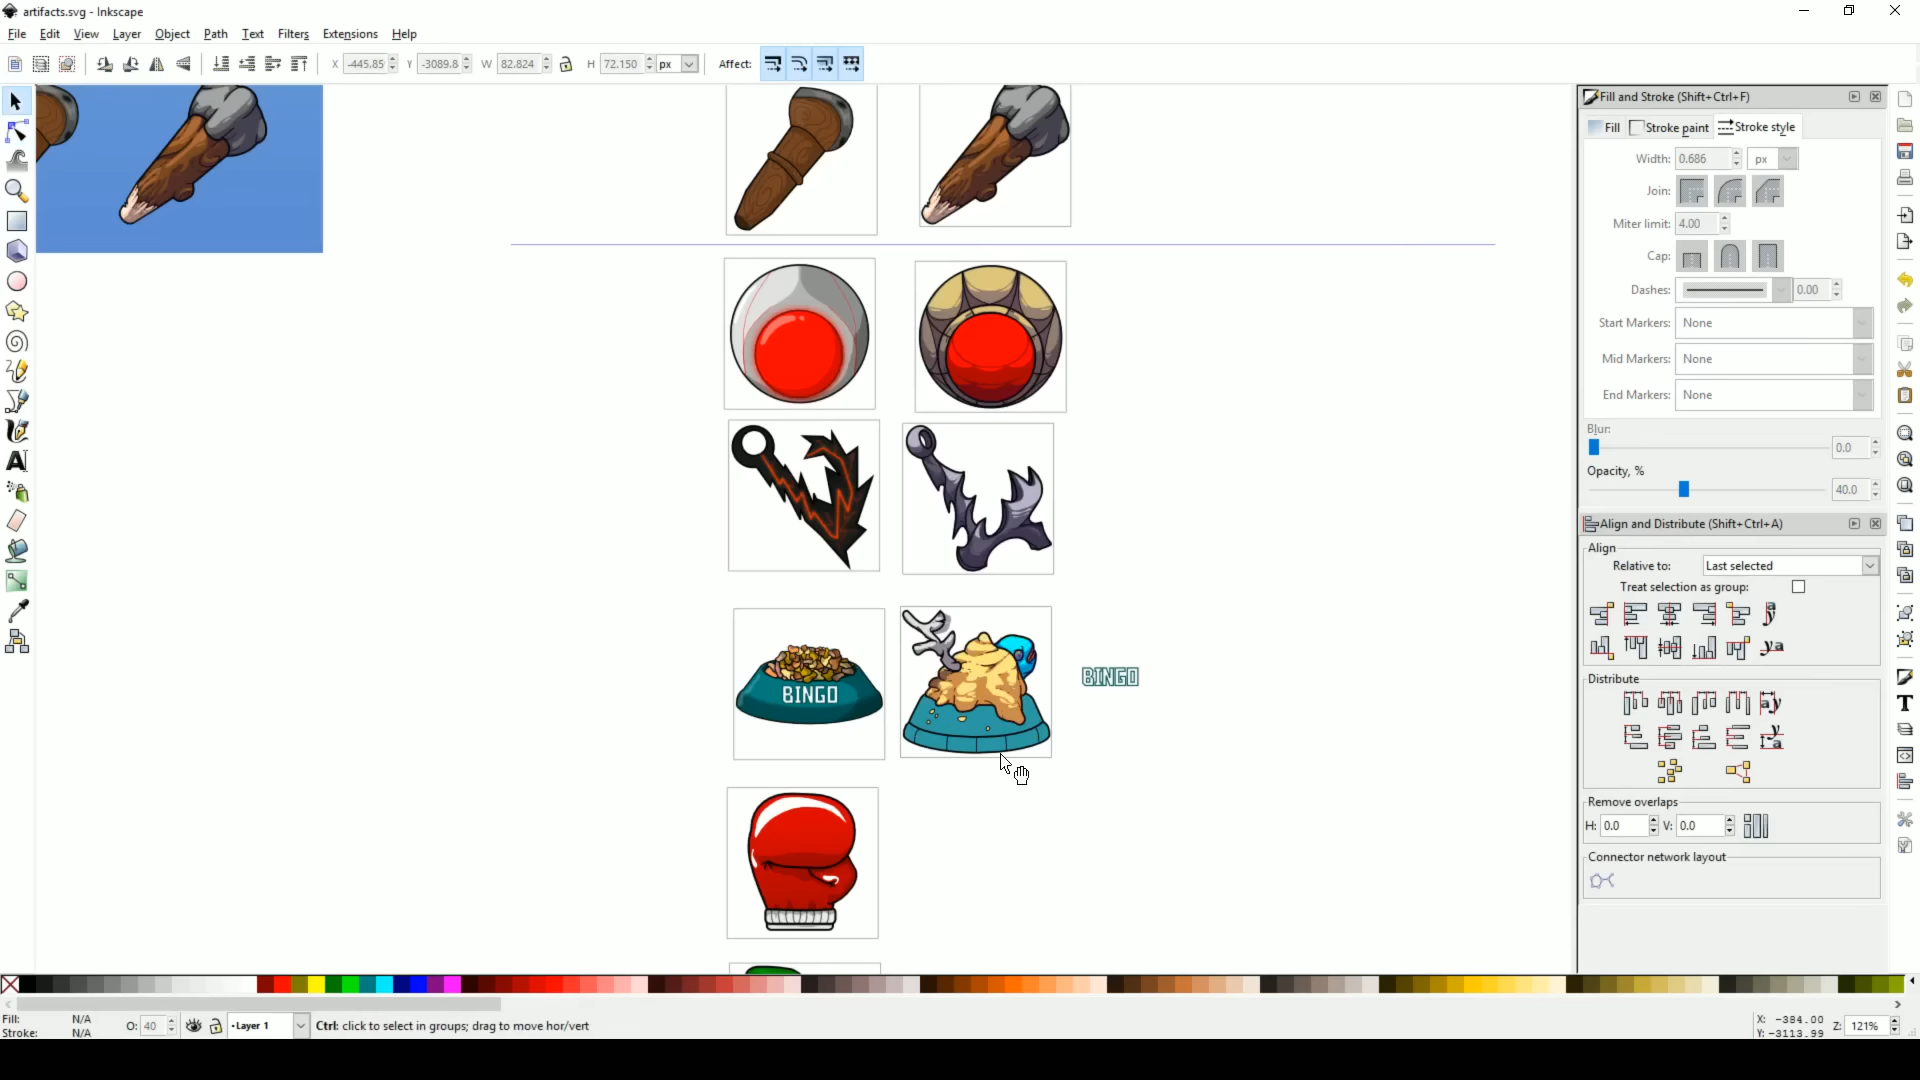 artifacts.svg - Inkscape
File Edit View Layer Object Path Text Filters Extensions Help
X -445.85 Y -3089.8 W 82.824 H 72.150 px Affect:
Fill and Stroke (Shift+Ctrl+F)
Fill Stroke paint Stroke style
Width: 0.686 px
Join:
Miter limit: 4.00
Cap:
Dashes: 0.00
Start Markers: None
Mid Markers: None
End Markers: None
Blur:
0.0
Opacity, %
40.0
Align and Distribute (Shift+Ctrl+A)
Align
Relative to: Last selected
Treat selection as group:
Distribute
Remove overlaps
H: 0.0 V: 0.0
Connector network layout
BINGO
BINGO
Fill: N/A
Stroke: N/A
O: 40
•Layer 1
Ctrl: click to select in groups; drag to move hor/vert
X: -384.00
Y: -3113.99
Z: 121%